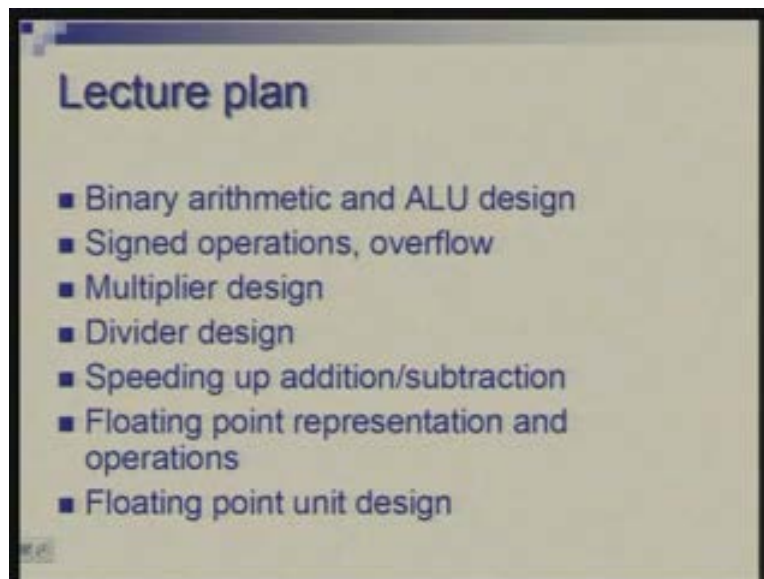 Lecture plan
Binary arithmetic and ALU design
Signed operations, overflow
Multiplier design
Divider design
Speeding up addition/subtraction
Floating point representation and
operations
Floating point unit design